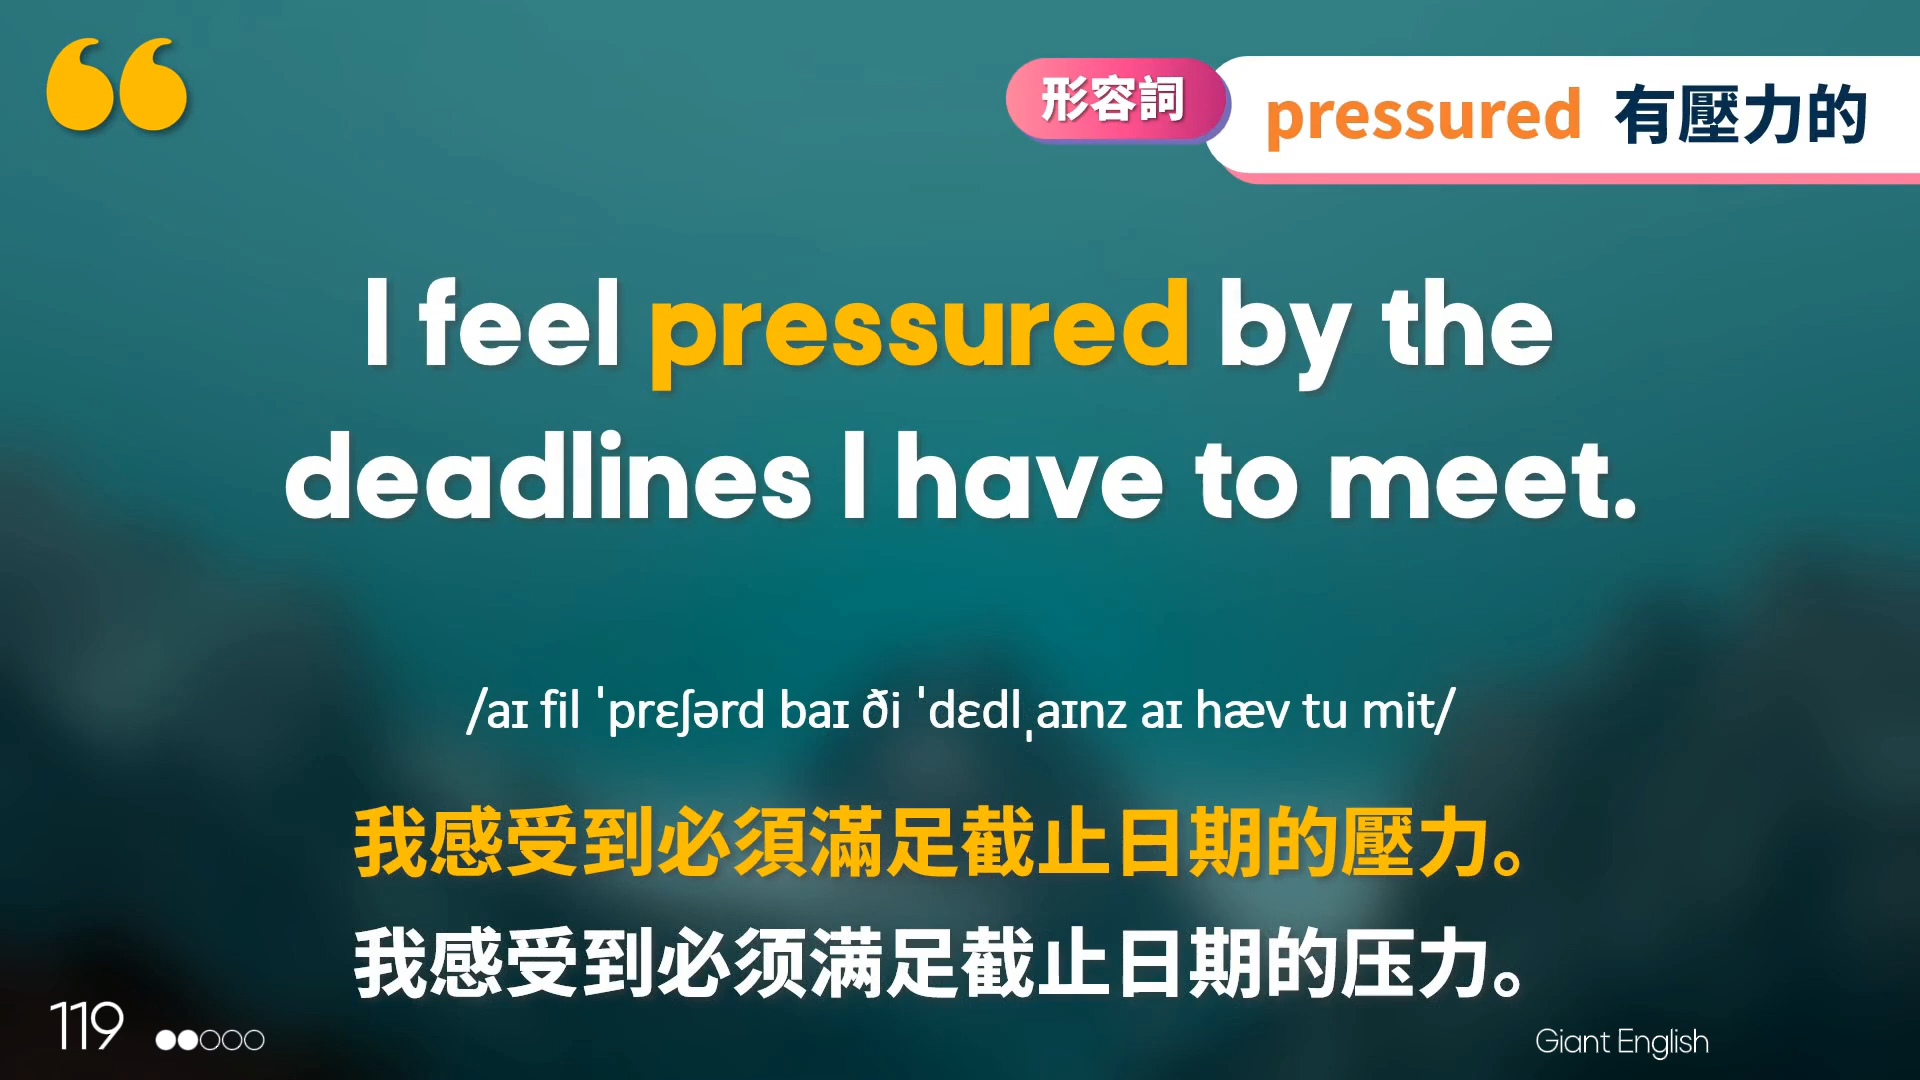 形容詞 pressured 有壓力的
I feel pressured by the
deadlines I have to meet.
/aɪ fil ˈprɛʃərd baɪ ði ˈdɛdlˌaɪnz aɪ hæv tu mit/
我感受到必須滿足截止日期的壓力。
我感受到必须满足截止日期的压力。
119
Giant English